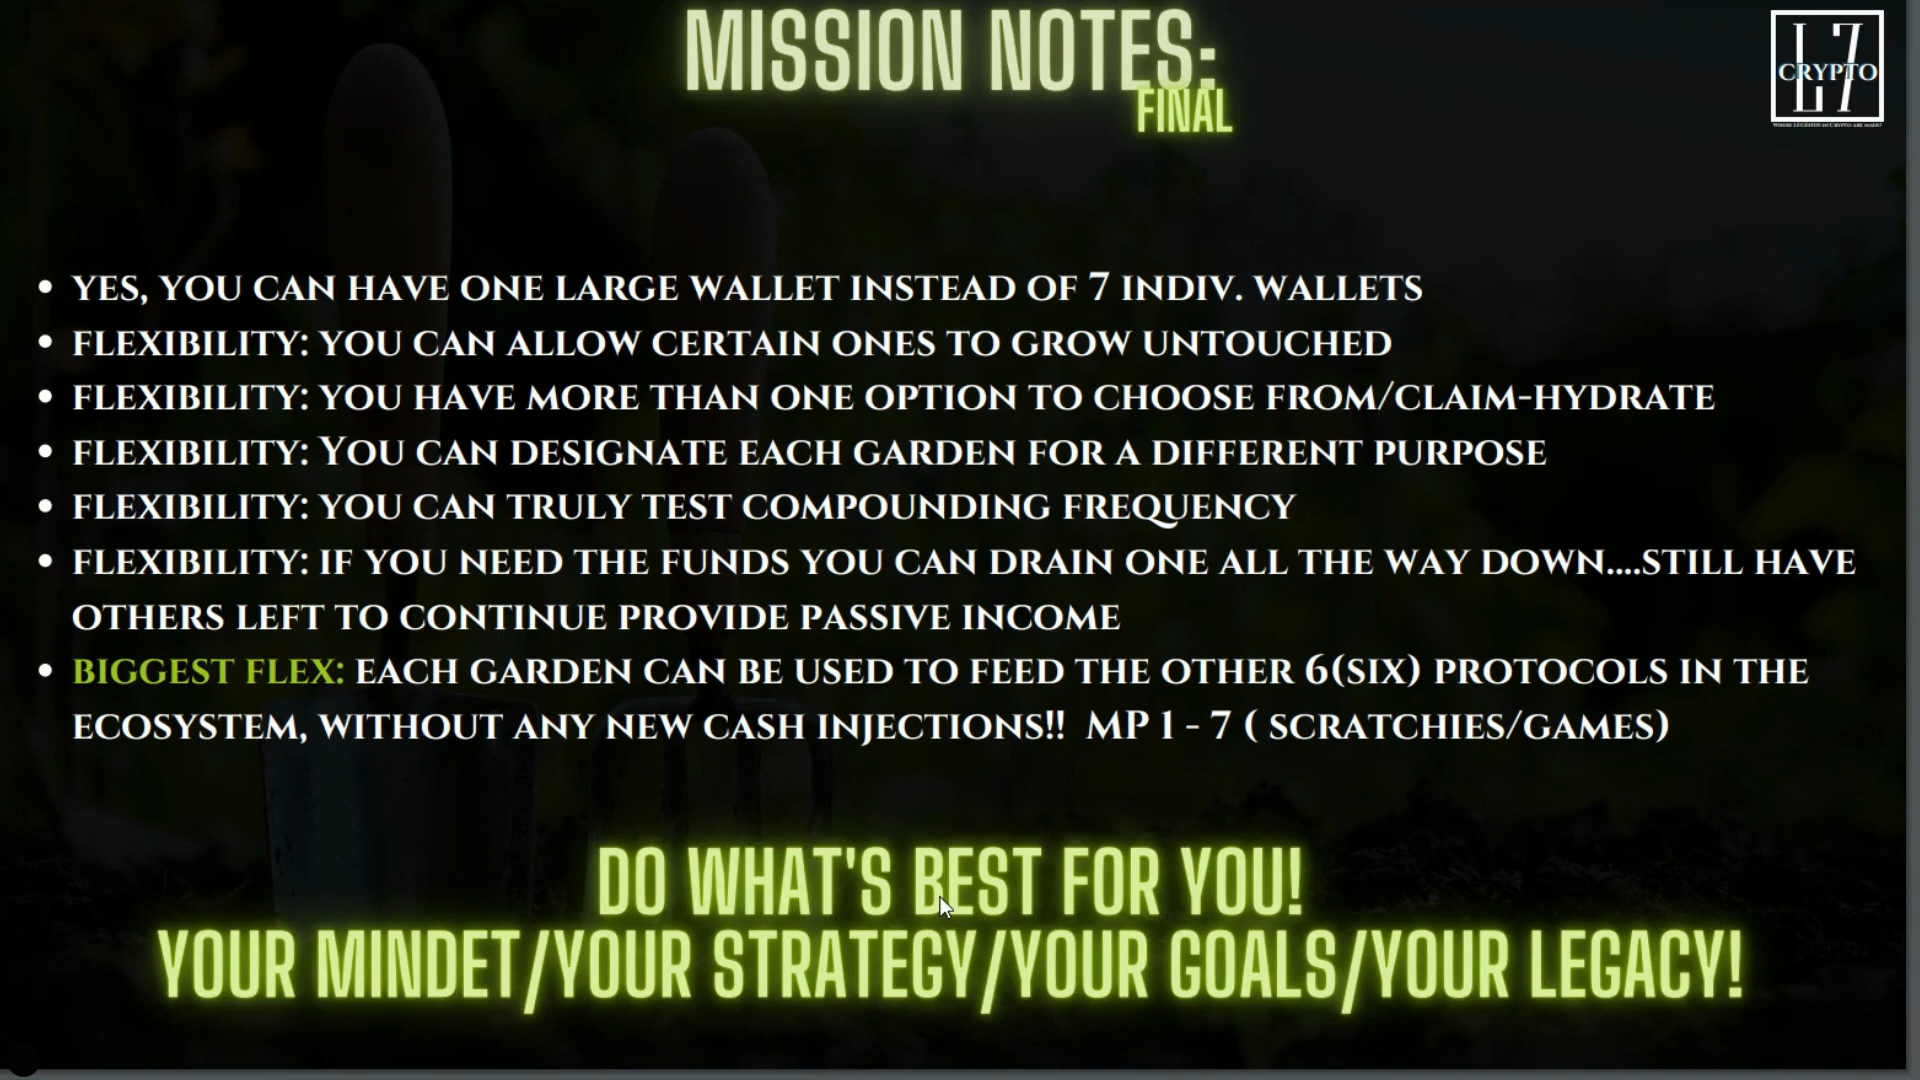 MISSION NOTES:
FINAL
L7
CRYPTO
WHERE LEGENDS IN CRYPTO ARE MADE!
• YES, YOU CAN HAVE ONE LARGE WALLET INSTEAD OF 7 INDIV. WALLETS
• FLEXIBILITY: YOU CAN ALLOW CERTAIN ONES TO GROW UNTOUCHED
• FLEXIBILITY: YOU HAVE MORE THAN ONE OPTION TO CHOOSE FROM/CLAIM-HYDRATE
• FLEXIBILITY: YOU CAN DESIGNATE EACH GARDEN FOR A DIFFERENT PURPOSE
• FLEXIBILITY: YOU CAN TRULY TEST COMPOUNDING FREQUENCY
• FLEXIBILITY: IF YOU NEED THE FUNDS YOU CAN DRAIN ONE ALL THE WAY DOWN....STILL HAVE
OTHERS LEFT TO CONTINUE PROVIDE PASSIVE INCOME
• BIGGEST FLEX: EACH GARDEN CAN BE USED TO FEED THE OTHER 6(SIX) PROTOCOLS IN THE
ECOSYSTEM, WITHOUT ANY NEW CASH INJECTIONS!! MP 1 - 7 ( SCRATCHIES/GAMES)
DO WHAT'S BEST FOR YOU!
YOUR MINDET/YOUR STRATEGY/YOUR GOALS/YOUR LEGACY!